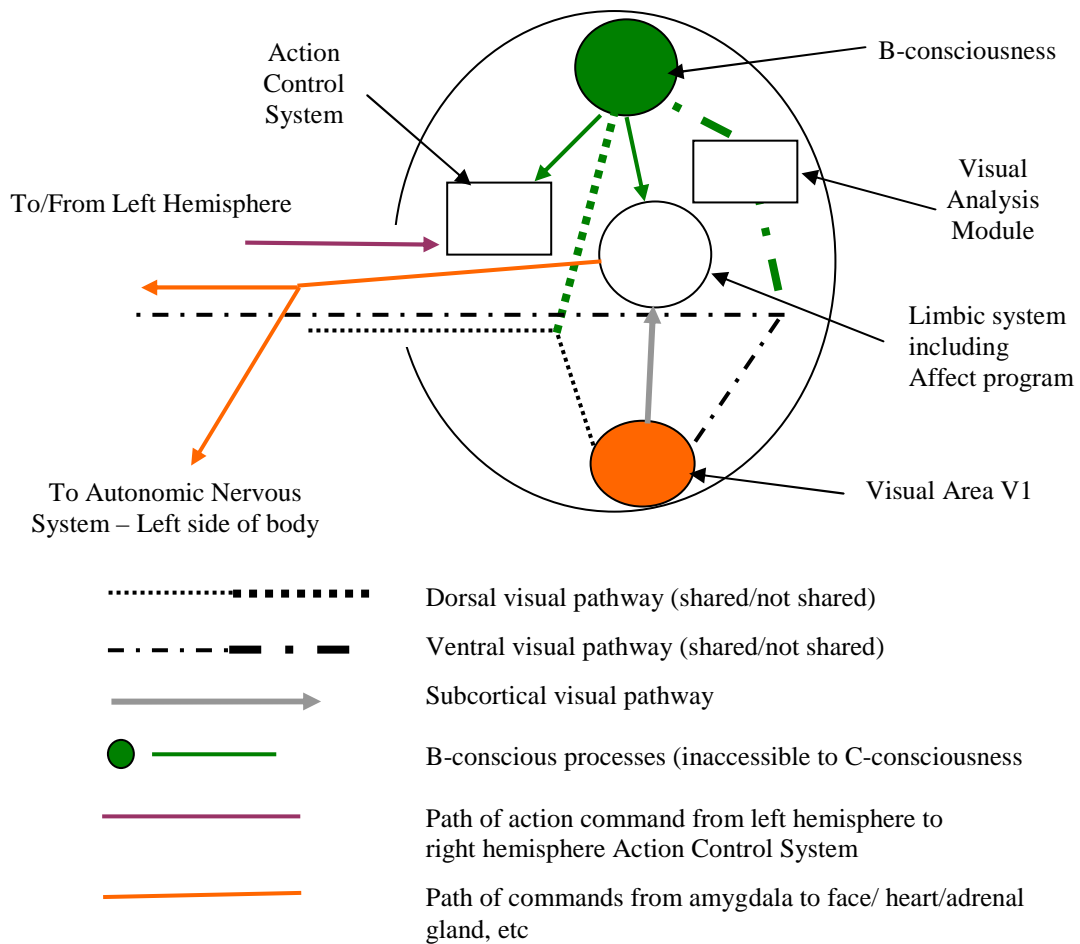 Action
Control
System
B-consciousness
Visual
Analysis
Module
To/From Left Hemisphere
Limbic system
including
Affect program
To Autonomic Nervous
System – Left side of body
Visual Area V1
Dorsal visual pathway (shared/not shared)
Ventral visual pathway (shared/not shared)
Subcortical visual pathway
B-conscious processes (inaccessible to C-consciousness
Path of action command from left hemisphere to
right hemisphere Action Control System
Path of commands from amygdala to face/ heart/adrenal
gland, etc